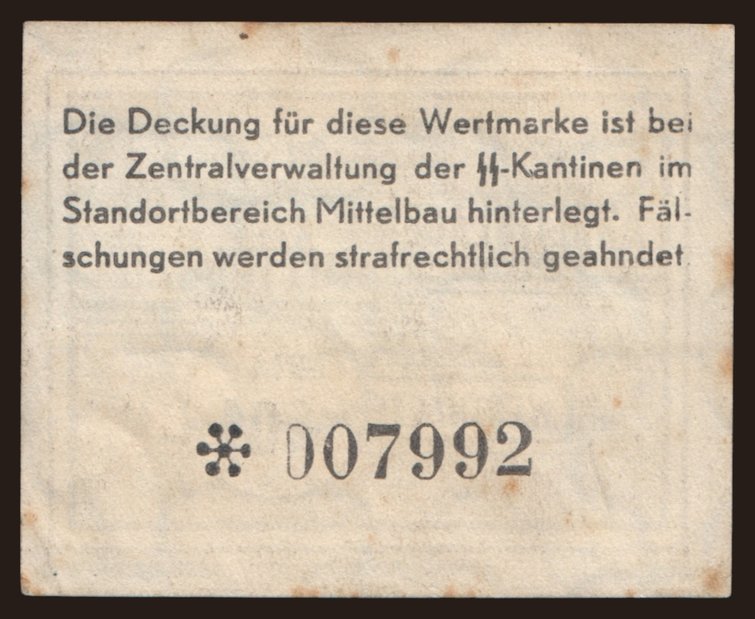 Die Deckung für diese Wertmarke ist bei
der Zentralverwaltung der ᛋᛋ-Kantinen im
Standortbereich Mittelbau hinterlegt. Fäl-
schungen werden strafrechtlich geahndet.
* 007992